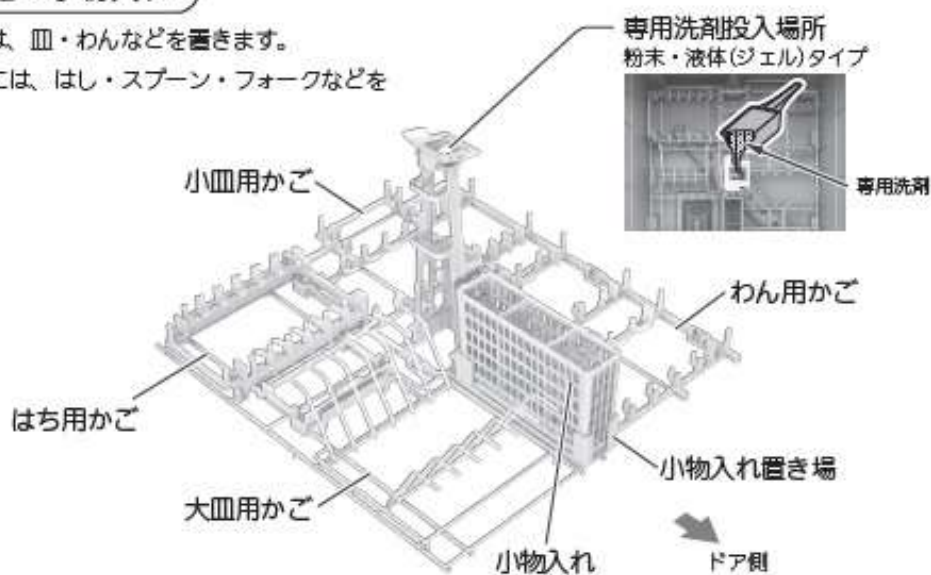 は、皿・わんなどを置きます。
には、はし・スプーン・フォークなどを
専用洗剤投入場所
粉末・液体(ジェル)タイプ
専用洗剤
小皿用かご
わん用かご
はち用かご
小物入れ置き場
大皿用かご
小物入れ
ドア側